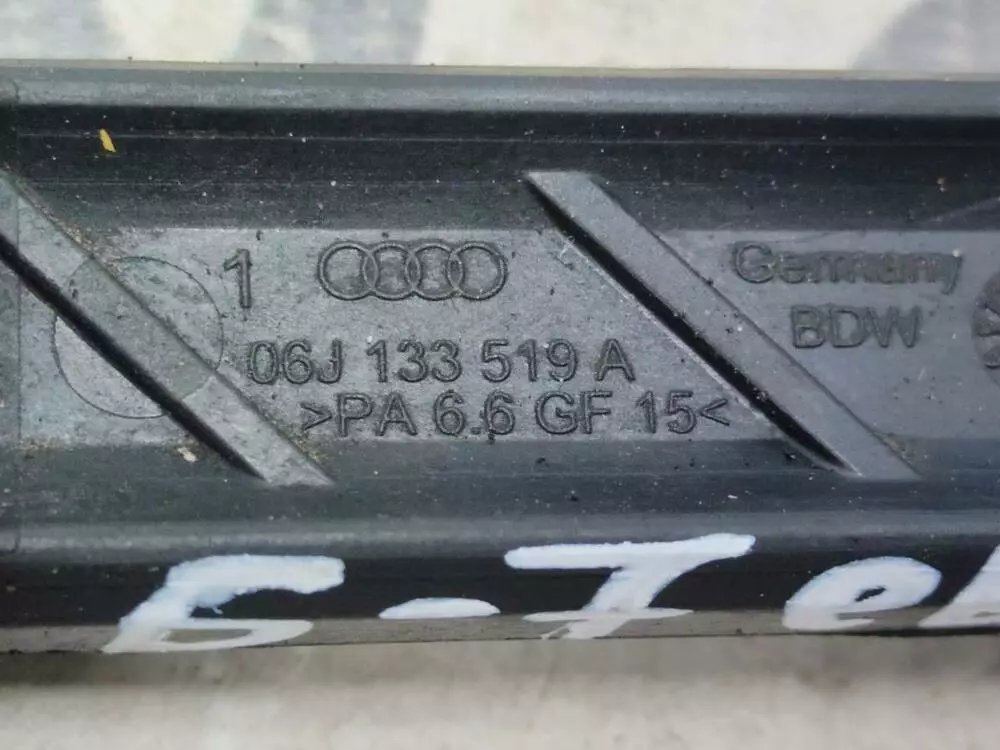 1
06J 133 519 A
>PA 6.6 GF 15<
Germany
BDW